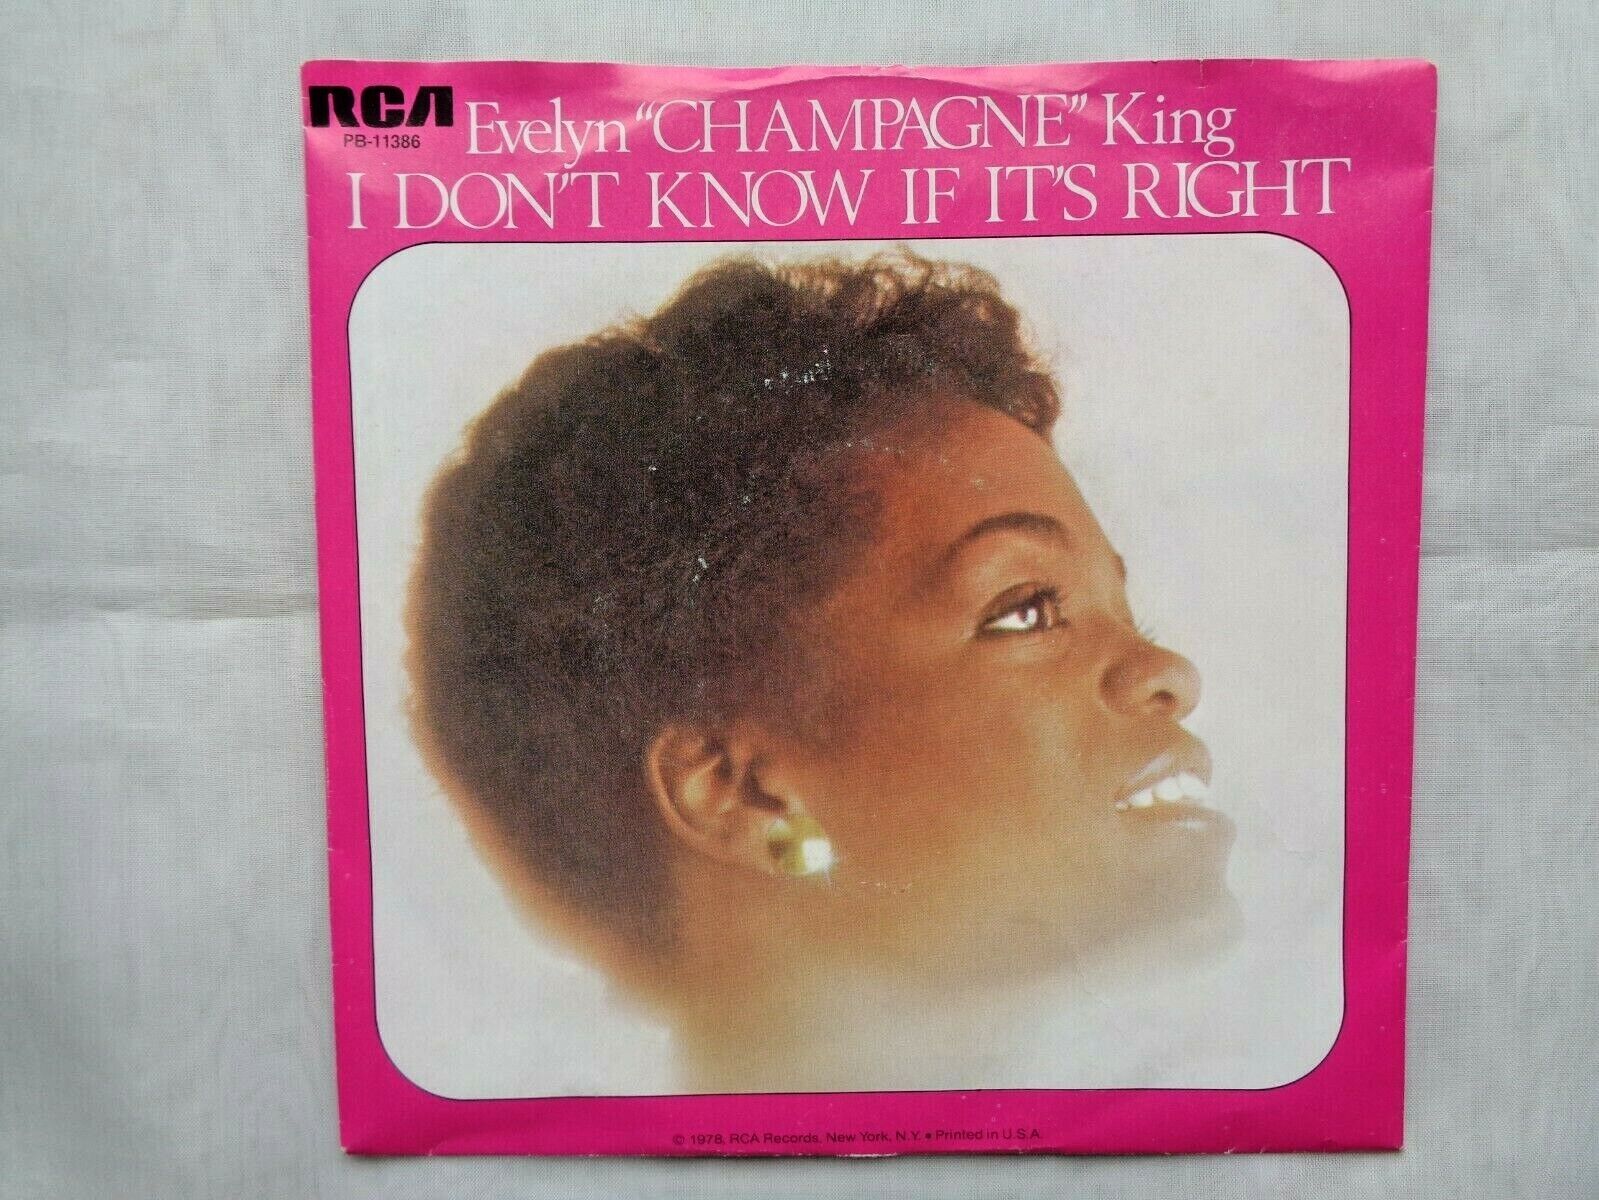 RCA
PB-11386
Evelyn “CHAMPAGNE” King
I DON'T KNOW IF IT'S RIGHT
© 1978, RCA Records, New York, N.Y. • Printed in U.S.A.